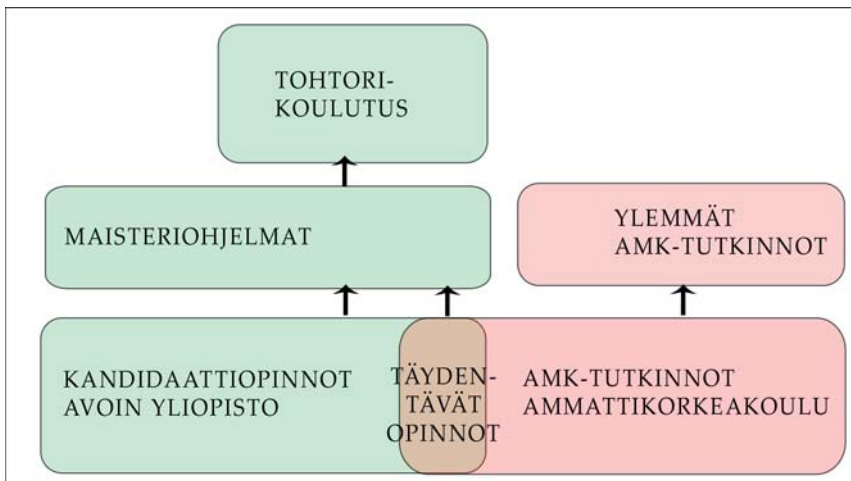 TOHTORI-
KOULUTUS
MAISTERIOHJELMAT
YLEMMÄT
AMK-TUTKINNOT
KANDIDAATTIOPINNOT
AVOIN YLIOPISTO
TÄYDEN-
TÄVÄT
OPINNOT
AMK-TUTKINNOT
AMMATTIKORKEAKOULU